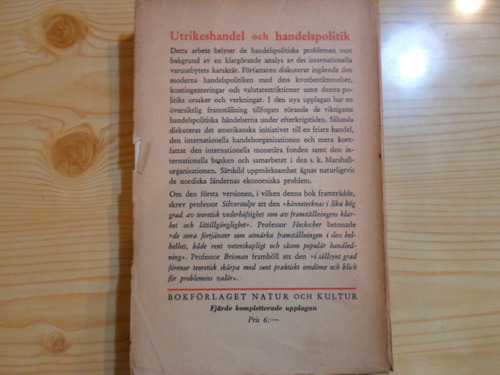 Utrikeshandel och handelspolitik
Detta arbete belyser de handelspolitiska problemen mot
bakgrund av en klargörande analys av det internationella
varuutbytets karaktär. Författaren diskuterar ingående den
moderna handelspolitiken med dess kvotbestämmelser,
kontingenteringar och valutarestriktioner samt denna po-
litiks orsaker och verkningar. I den nya upplagan har en
översiktlig framställning tillfogats rörande de viktigaste
handelspolitiska händelserna under efterkrigstiden. Sålunda
diskuteras det amerikanska initiativet till en friare handel,
den internationella handelsorganisationen och mera kort-
fattat den internationella monetära fonden samt den in-
ternationella banken och samarbetet i den s. k. Marshall-
organisationen. Särskild uppmärksamhet ägnas naturligtvis
de nordiska ländernas ekonomiska problem.
Om den första versionen, i vilken denna bok framträdde,
skrev professor Silverstolpe att den »kännetecknas i lika hög
grad av teoretisk vederhäftighet som av framställningens klar-
het och lättillgänglighet». Professor Heckscher betonade
»de stora förtjänster som utmärka framställningen i dess hel-
helhet, både rent vetenskapligt och såsom populär handled-
ning». Professor Brisman framhöll att den »i sällsynt grad
förenar teoretisk skärpa med sunt praktiskt omdöme och blick
för problemens valör».
BOKFÖRLAGET NATUR OCH KULTUR
Fjärde kompletterade upplagan
Pris 6:—